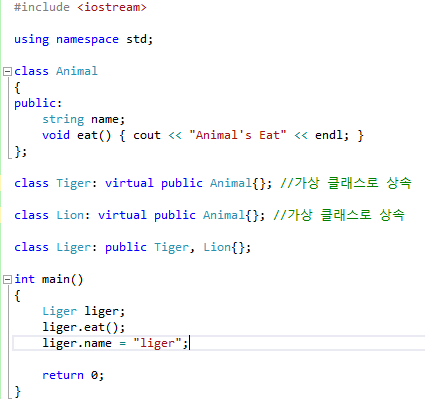 #include <iostream>
using namespace std;
class Animal
{
public:
string name;
void eat() { cout << "Animal's Eat" << endl; }
};
class Tiger: virtual public Animal{}; //가상 클래스로 상속
class Lion: virtual public Animal{}; //가상 클래스로 상속
class Liger: public Tiger, Lion{};
int main()
{
Liger liger;
liger.eat();
liger.name = "liger";
return 0;
}